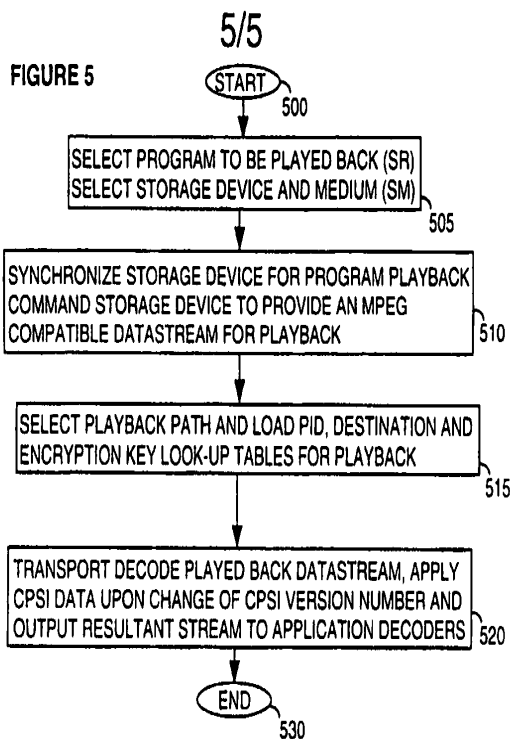 5/5
FIGURE 5
START
500
SELECT PROGRAM TO BE PLAYED BACK (SR)
SELECT STORAGE DEVICE AND MEDIUM (SM)
505
SYNCHRONIZE STORAGE DEVICE FOR PROGRAM PLAYBACK
COMMAND STORAGE DEVICE TO PROVIDE AN MPEG
COMPATIBLE DATASTREAM FOR PLAYBACK
510
SELECT PLAYBACK PATH AND LOAD PID, DESTINATION AND
ENCRYPTION KEY LOOK-UP TABLES FOR PLAYBACK
515
TRANSPORT DECODE PLAYED BACK DATASTREAM, APPLY
CPSI DATA UPON CHANGE OF CPSI VERSION NUMBER AND
OUTPUT RESULTANT STREAM TO APPLICATION DECODERS
520
END
530